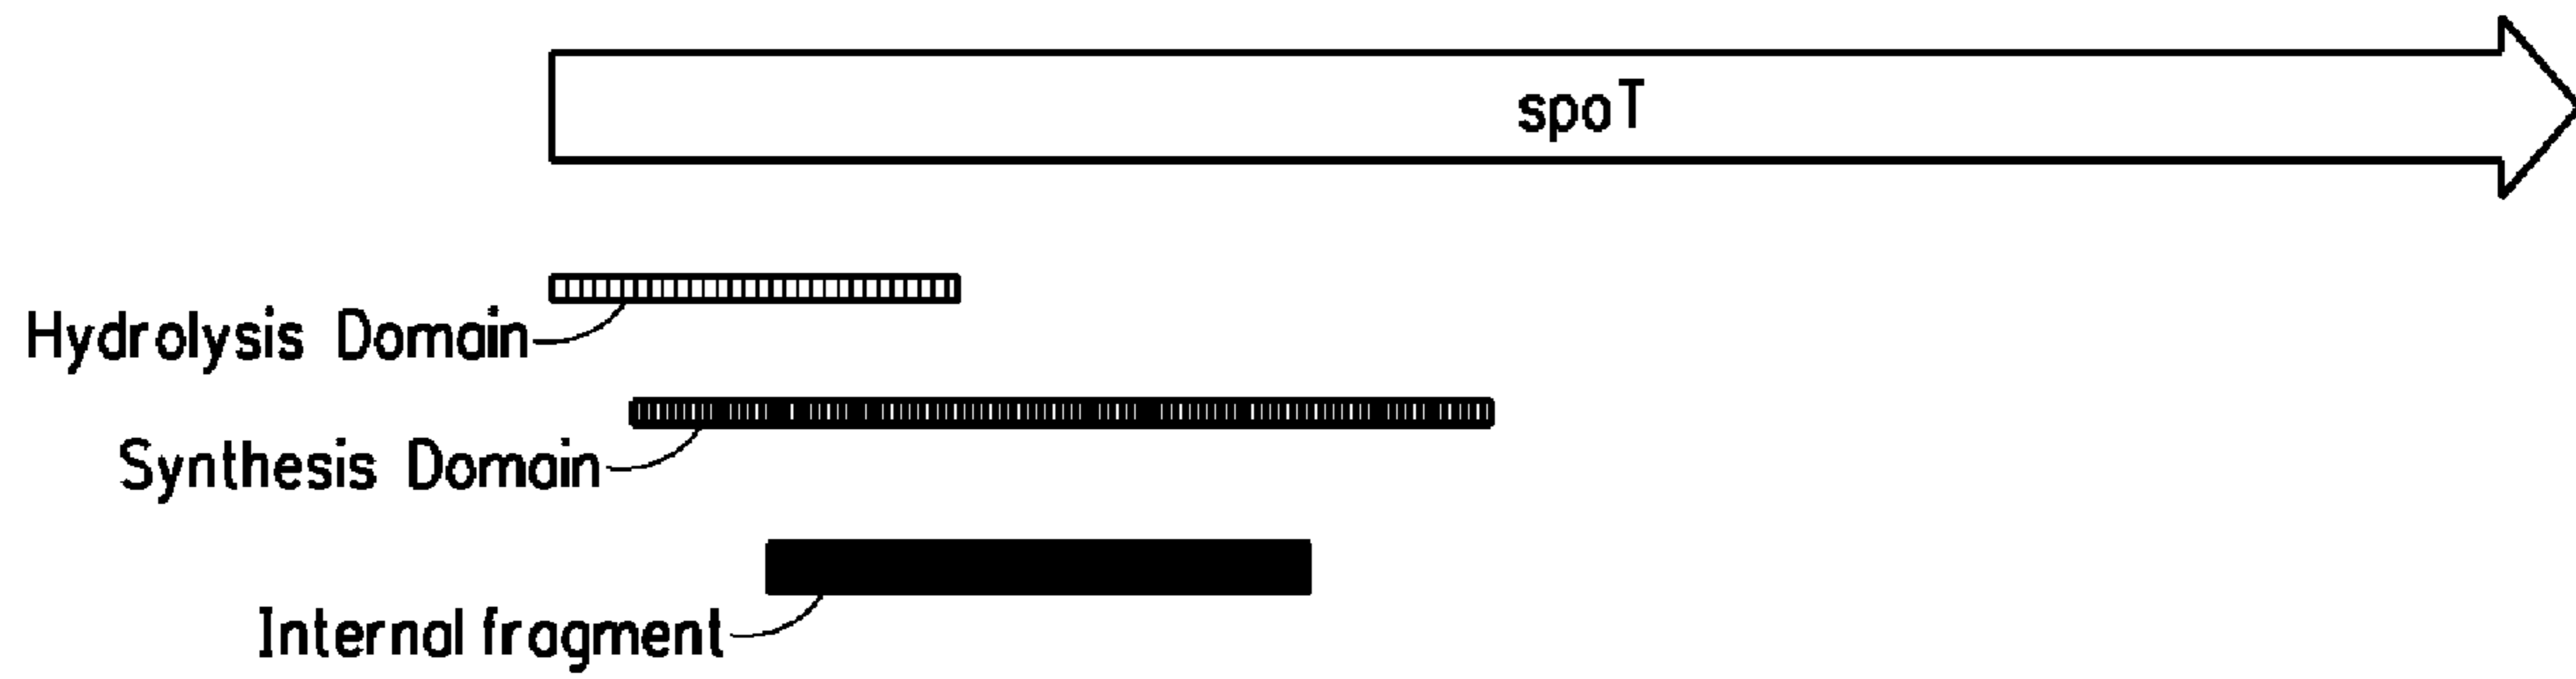 spoT
Hydrolysis Domain
Synthesis Domain
Internal fragment